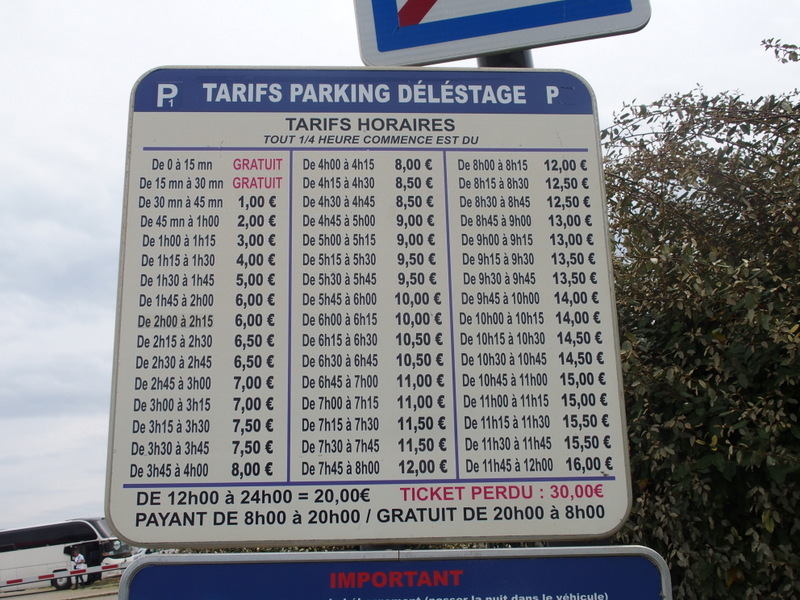 P1 TARIFS PARKING DÉLÉSTAGE P
TARIFS HORAIRES
TOUT 1/4 HEURE COMMENCE EST DU
De 0 à 15 mn GRATUIT
De 15 mn à 30 mn GRATUIT
De 30 mn à 45 mn 1,00 €
De 45 mn à 1h00 2,00 €
De 1h00 à 1h15 3,00 €
De 1h15 à 1h30 4,00 €
De 1h30 à 1h45 5,00 €
De 1h45 à 2h00 6,00 €
De 2h00 à 2h15 6,00 €
De 2h15 à 2h30 6,50 €
De 2h30 à 2h45 6,50 €
De 2h45 à 3h00 7,00 €
De 3h00 à 3h15 7,00 €
De 3h15 à 3h30 7,50 €
De 3h30 à 3h45 7,50 €
De 3h45 à 4h00 8,00 €
De 4h00 à 4h15 8,00 €
De 4h15 à 4h30 8,50 €
De 4h30 à 4h45 8,50 €
De 4h45 à 5h00 9,00 €
De 5h00 à 5h15 9,00 €
De 5h15 à 5h30 9,50 €
De 5h30 à 5h45 9,50 €
De 5h45 à 6h00 10,00 €
De 6h00 à 6h15 10,00 €
De 6h15 à 6h30 10,50 €
De 6h30 à 6h45 10,50 €
De 6h45 à 7h00 11,00 €
De 7h00 à 7h15 11,00 €
De 7h15 à 7h30 11,50 €
De 7h30 à 7h45 11,50 €
De 7h45 à 8h00 12,00 €
De 8h00 à 8h15 12,00 €
De 8h15 à 8h30 12,50 €
De 8h30 à 8h45 12,50 €
De 8h45 à 9h00 13,00 €
De 9h00 à 9h15 13,00 €
De 9h15 à 9h30 13,50 €
De 9h30 à 9h45 13,50 €
De 9h45 à 10h00 14,00 €
De 10h00 à 10h15 14,00 €
De 10h15 à 10h30 14,50 €
De 10h30 à 10h45 14,50 €
De 10h45 à 11h00 15,00 €
De 11h00 à 11h15 15,00 €
De 11h15 à 11h30 15,50 €
De 11h30 à 11h45 15,50 €
De 11h45 à 12h00 16,00 €
DE 12h00 à 24h00 = 20,00€ TICKET PERDU : 30,00€
PAYANT DE 8h00 à 20h00 / GRATUIT DE 20h00 à 8h00
IMPORTANT
(passer la nuit dans le véhicule)